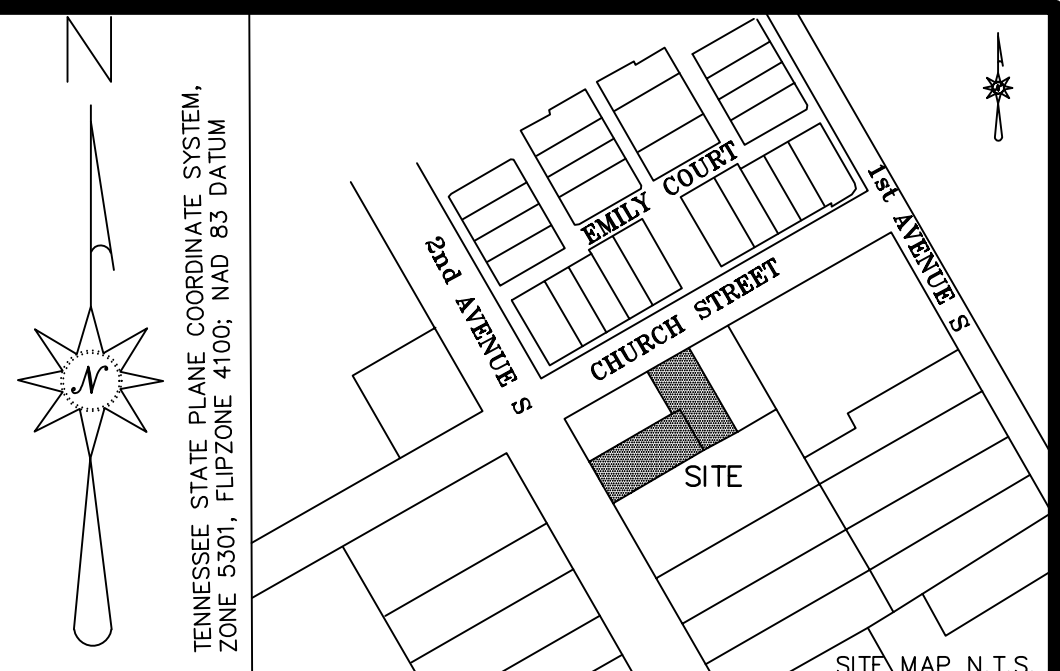 N
TENNESSEE STATE PLANE COORDINATE SYSTEM,
ZONE 5301, FLIPZONE 4100; NAD 83 DATUM
N
EMILY COURT
1st AVENUE S
2nd AVENUE S
CHURCH STREET
SITE
SITE MAP N.T.S.